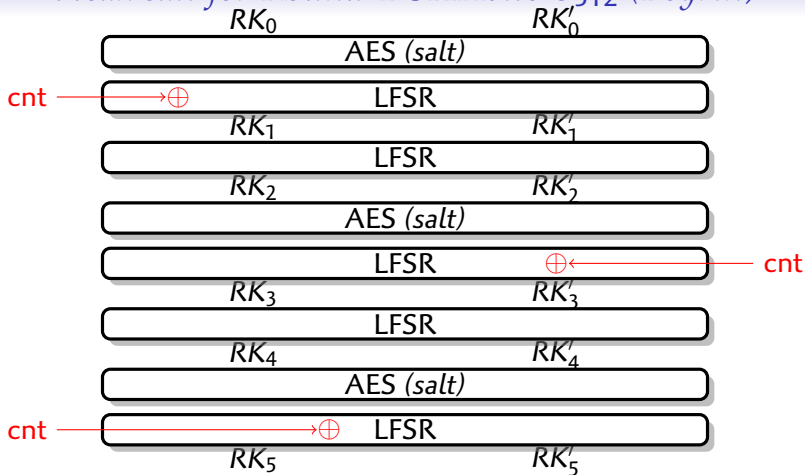 RK₀ RK′₀
AES (salt)
cnt ⊕ LFSR
RK₁ RK′₁
LFSR
RK₂ RK′₂
AES (salt)
LFSR ⊕ cnt
RK₃ RK′₃
LFSR
RK₄ RK′₄
AES (salt)
cnt ⊕ LFSR
RK₅ RK′₅